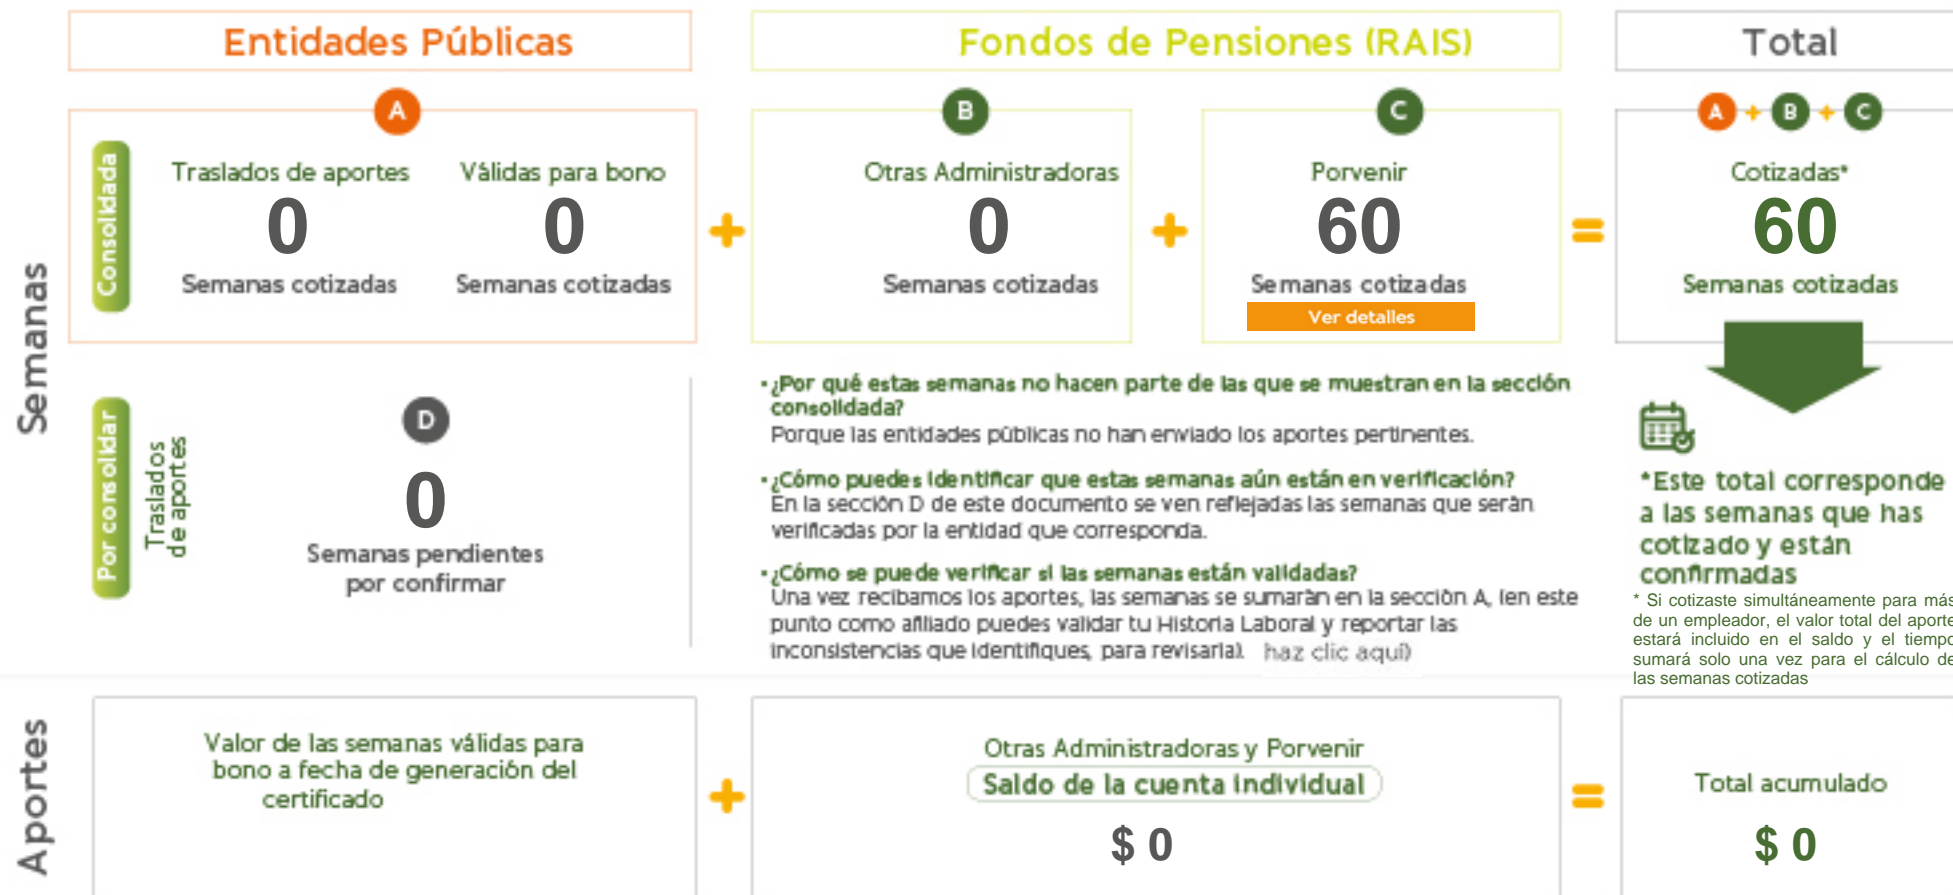 Entidades Públicas
Fondos de Pensiones (RAIS)
Total
Semanas
Consolidada
A
Traslados de aportes
0
Semanas cotizadas
Válidas para bono
0
Semanas cotizadas
+
B
Otras Administradoras
0
Semanas cotizadas
+
C
Porvenir
60
Semanas cotizadas
Ver detalles
=
A + B + C
Cotizadas*
60
Semanas cotizadas
Por consolidar
Traslados
de aportes
D
0
Semanas pendientes
por confirmar
• ¿Por qué estas semanas no hacen parte de las que se muestran en la sección
consolidada?
Porque las entidades públicas no han enviado los aportes pertinentes.
• ¿Cómo puedes identificar que estas semanas aún están en verificación?
En la sección D de este documento se ven reflejadas las semanas que serán
verificadas por la entidad que corresponda.
• ¿Cómo se puede verificar si las semanas están validadas?
Una vez recibamos los aportes, las semanas se sumarán en la sección A, (en este
punto como afiliado puedes validar tu Historia Laboral y reportar las
inconsistencias que identifiques, para revisarla). haz clic aquí)
*Este total corresponde
a las semanas que has
cotizado y están
confirmadas
* Si cotizaste simultáneamente para más
de un empleador, el valor total del aporte
estará incluido en el saldo y el tiempo
sumará solo una vez para el cálculo de
las semanas cotizadas
Aportes
Valor de las semanas válidas para
bono a fecha de generación del
certificado
+
Otras Administradoras y Porvenir
Saldo de la cuenta individual
$ 0
=
Total acumulado
$ 0